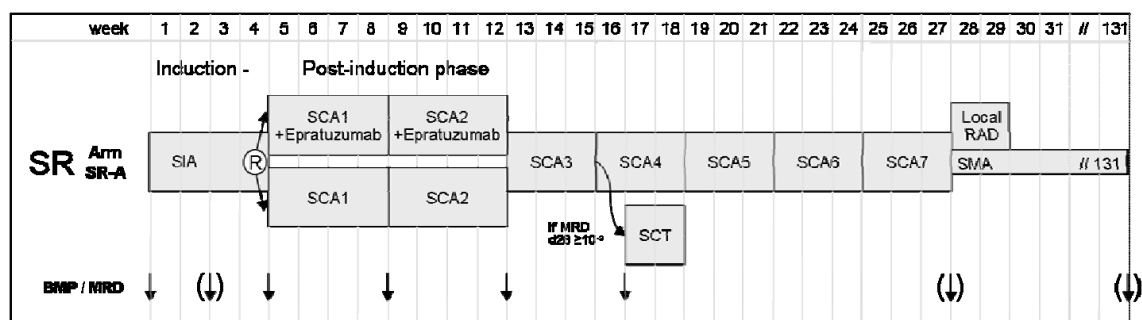 week 1 2 3 4 5 6 7 8 9 10 11 12 13 14 15 16 17 18 19 20 21 22 23 24 25 26 27 28 29 30 31 // 131
Induction - Post-induction phase
SCA1
+Epratuzumab
SCA2
+Epratuzumab
Local
RAD
SR Arm
SR-A
SIA
R
SCA3
SCA4
SCA5
SCA6
SCA7
SMA // 131
SCA1
SCA2
If MRD
SCT
BMP / MRD
( ) ( ) ( )